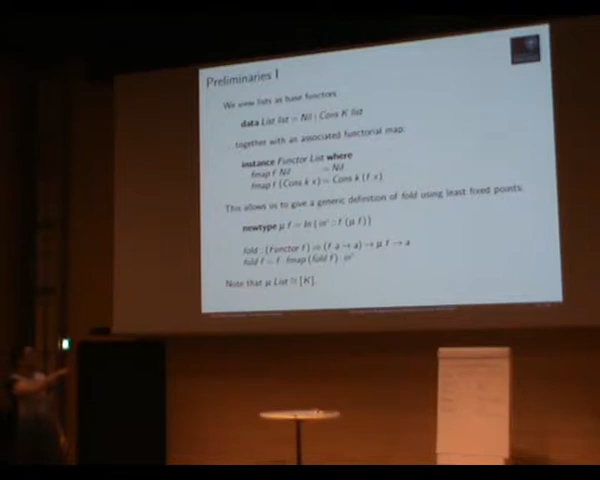 Preliminaries I
We view lists as base functors
data List list = Nil | Cons K list
together with an associated functorial map.
instance Functor List where
fmap f Nil = Nil
fmap f (Cons k x) = Cons k (f x)
This allows us to give a generic definition of fold using least fixed points:
newtype μ f = In { in° :: f (μ f)}
fold : (Functor f) ⇒ (f a → a) → μ f → a
fold f = f · fmap (fold f) · in°
Note that μ List ≅ [K].